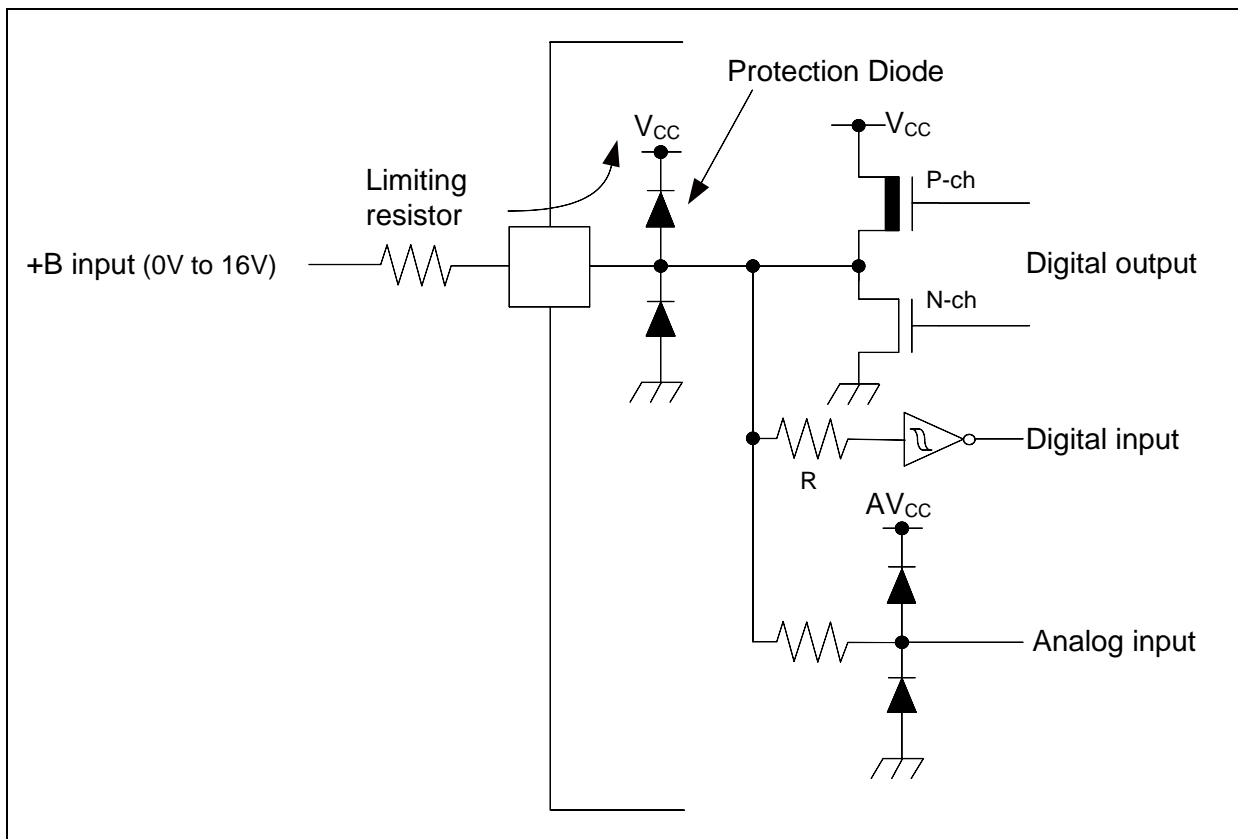 Protection Diode
VCC
VCC
P-ch
Limiting
resistor
+B input (0V to 16V)
Digital output
N-ch
Digital input
R
AVCC
Analog input